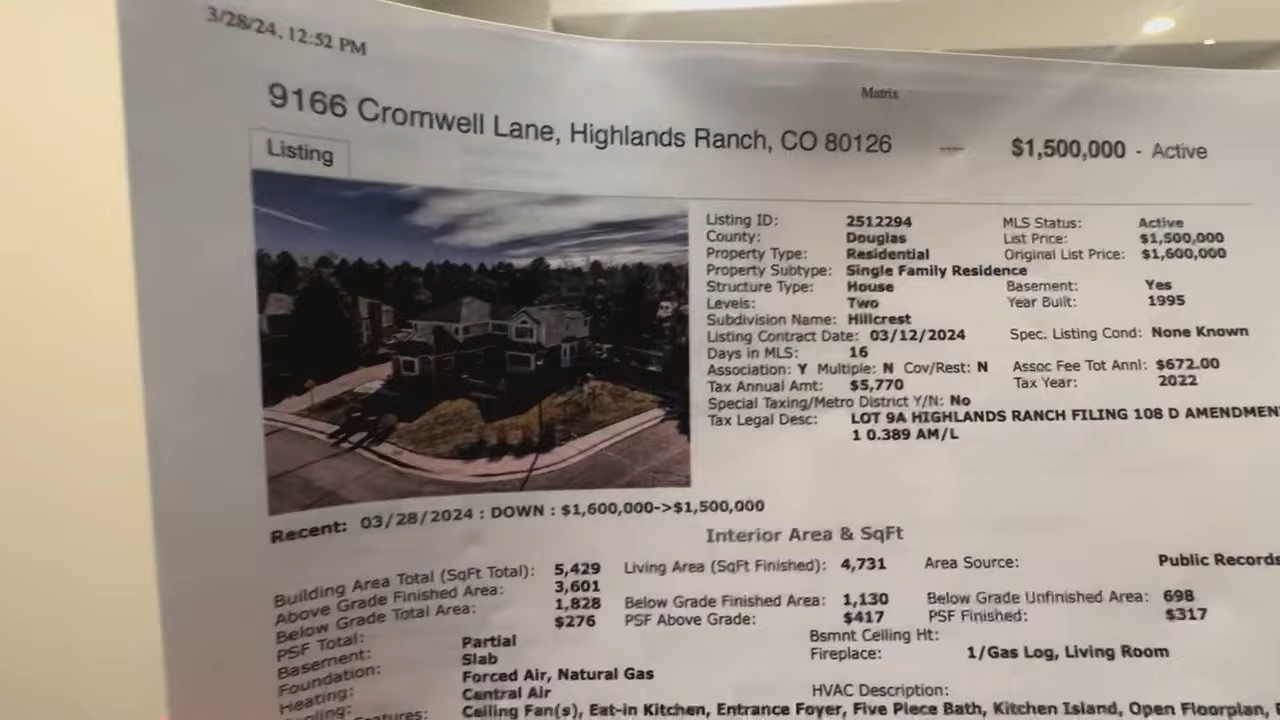 3/28/24, 12:52 PM
Matrix
9166 Cromwell Lane, Highlands Ranch, CO 80126 --- $1,500,000 - Active
Listing
Listing ID: 2512294 MLS Status: Active
County: Douglas List Price: $1,500,000
Property Type: Residential Original List Price: $1,600,000
Property Subtype: Single Family Residence
Structure Type: House Basement: Yes
Levels: Two Year Built: 1995
Subdivision Name: Hillcrest
Listing Contract Date: 03/12/2024 Spec. Listing Cond: None Known
Days in MLS: 16
Association: Y Multiple: N Cov/Rest: N Assoc Fee Tot Annl: $672.00
Tax Annual Amt: $5,770 Tax Year: 2022
Special Taxing/Metro District Y/N: No
Tax Legal Desc: LOT 9A HIGHLANDS RANCH FILING 108 D AMENDMEN
1 0.389 AM/L
Recent: 03/28/2024 : DOWN : $1,600,000->$1,500,000
Interior Area & SqFt
Building Area Total (SqFt Total): 5,429 Living Area (SqFt Finished): 4,731 Area Source: Public Records
Above Grade Finished Area: 3,601
Below Grade Total Area: 1,828 Below Grade Finished Area: 1,130 Below Grade Unfinished Area: 698
PSF Total: $276 PSF Above Grade: $417 PSF Finished: $317
Basement: Partial Bsmnt Ceiling Ht:
Foundation: Slab Fireplace: 1/Gas Log, Living Room
Heating: Forced Air, Natural Gas
Central Air HVAC Description:
Features: Ceiling Fan(s), Eat-in Kitchen, Entrance Foyer, Five Piece Bath, Kitchen Island, Open Floorplan,